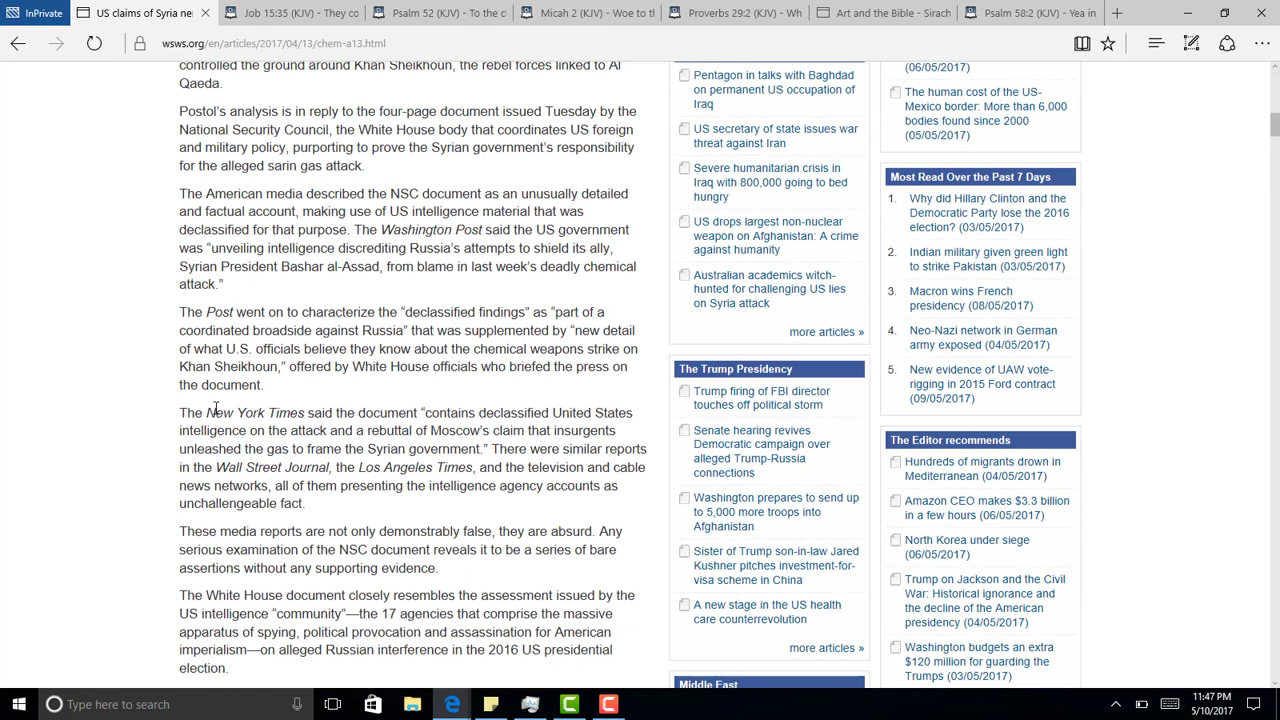 InPrivate
US claims of Syria ner
Job 15:35 (KJV) - They co
Psalm 52 (KJV) - To the cl
Micah 2 (KJV) - Woe to th
Proverbs 29:2 (KJV) - Wh
Art and the Bible - Sirach
Psalm 58:2 (KJV) - Yea in
wsws.org/en/articles/2017/04/13/chem-a13.html
controlled the ground around Khan Sheikhoun, the rebel forces linked to Al
Qaeda.
Postol’s analysis is in reply to the four-page document issued Tuesday by the
National Security Council, the White House body that coordinates US foreign
and military policy, purporting to prove the Syrian government’s responsibility
for the alleged sarin gas attack.
The American media described the NSC document as an unusually detailed
and factual account, making use of US intelligence material that was
declassified for that purpose. The Washington Post said the US government
was “unveiling intelligence discrediting Russia’s attempts to shield its ally,
Syrian President Bashar al-Assad, from blame in last week’s deadly chemical
attack.”
The Post went on to characterize the “declassified findings” as “part of a
coordinated broadside against Russia” that was supplemented by “new detail
of what U.S. officials believe they know about the chemical weapons strike on
Khan Sheikhoun,” offered by White House officials who briefed the press on
the document.
The New York Times said the document “contains declassified United States
intelligence on the attack and a rebuttal of Moscow’s claim that insurgents
unleashed the gas to frame the Syrian government.” There were similar reports
in the Wall Street Journal, the Los Angeles Times, and the television and cable
news networks, all of them presenting the intelligence agency accounts as
unchallengeable fact.
These media reports are not only demonstrably false, they are absurd. Any
serious examination of the NSC document reveals it to be a series of bare
assertions without any supporting evidence.
The White House document closely resembles the assessment issued by the
US intelligence “community”—the 17 agencies that comprise the massive
apparatus of spying, political provocation and assassination for American
imperialism—on alleged Russian interference in the 2016 US presidential
election.
Pentagon in talks with Baghdad
on permanent US occupation of
Iraq
US secretary of state issues war
threat against Iran
Severe humanitarian crisis in
Iraq with 800,000 going to bed
hungry
US drops largest non-nuclear
weapon on Afghanistan: A crime
against humanity
Australian academics witch-
hunted for challenging US lies
on Syria attack
more articles »
The Trump Presidency
Trump firing of FBI director
touches off political storm
Senate hearing revives
Democratic campaign over
alleged Trump-Russia
connections
Washington prepares to send up
to 5,000 more troops into
Afghanistan
Sister of Trump son-in-law Jared
Kushner pitches investment-for-
visa scheme in China
A new stage in the US health
care counterrevolution
more articles »
Middle East
(06/05/2017)
The human cost of the US-
Mexico border: More than 6,000
bodies found since 2000
(05/05/2017)
Most Read Over the Past 7 Days
1. Why did Hillary Clinton and the
Democratic Party lose the 2016
election? (03/05/2017)
2. Indian military given green light
to strike Pakistan (03/05/2017)
3. Macron wins French
presidency (08/05/2017)
4. Neo-Nazi network in German
army exposed (04/05/2017)
5. New evidence of UAW vote-
rigging in 2015 Ford contract
(09/05/2017)
The Editor recommends
Hundreds of migrants drown in
Mediterranean (04/05/2017)
Amazon CEO makes $3.3 billion
in a few hours (06/05/2017)
North Korea under siege
(06/05/2017)
Trump on Jackson and the Civil
War: Historical ignorance and
the decline of the American
presidency (04/05/2017)
Washington budgets an extra
$120 million for guarding the
Trumps (03/05/2017)
Type here to search
11:47 PM
5/10/2017